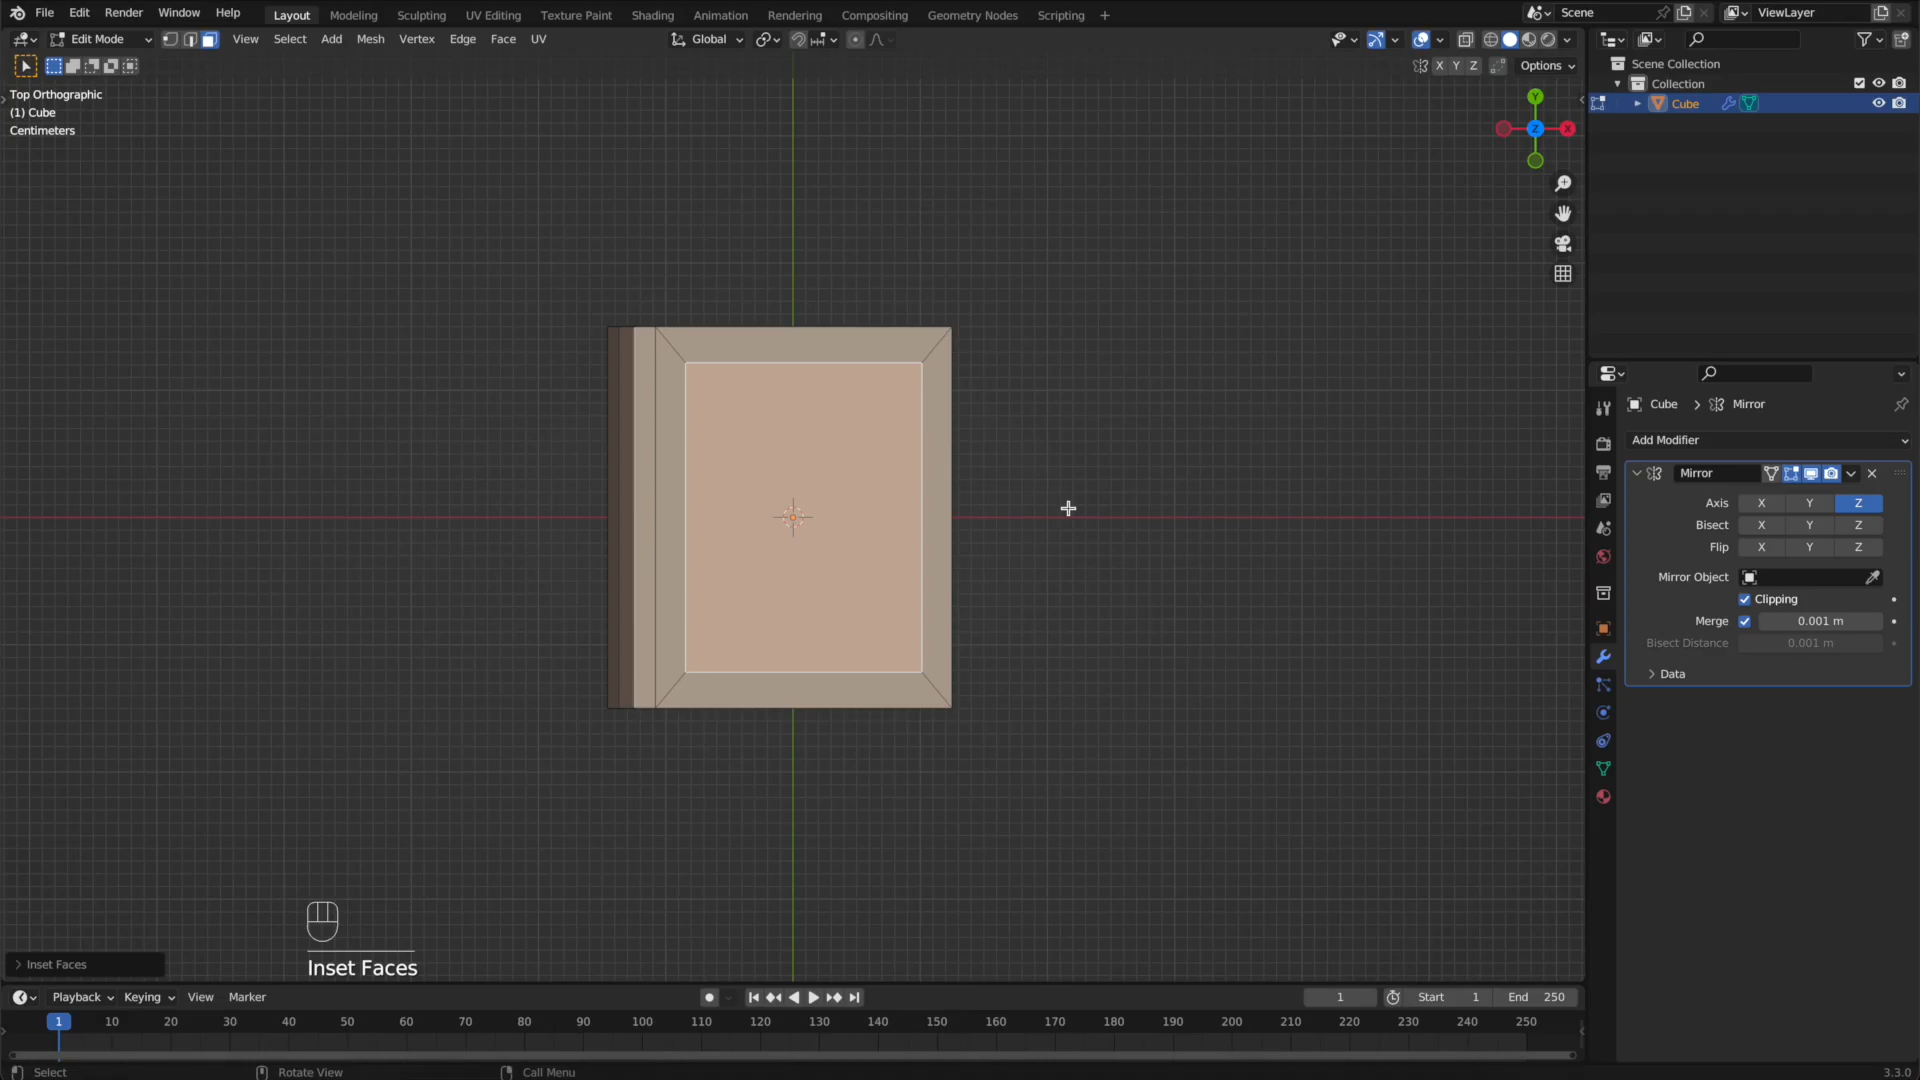 File Edit Render Window Help Layout Modeling Sculpting UV Editing Texture Paint Shading Animation Rendering Compositing Geometry Nodes Scripting + Scene ViewLayer
Edit Mode View Select Add Mesh Vertex Edge Face UV Global
X Y Z Options
Top Orthographic
(1) Cube
Centimeters
Y
X
Z
Scene Collection
Collection
Cube
Cube > Mirror
Add Modifier
Mirror
Axis X Y Z
Bisect X Y Z
Flip X Y Z
Mirror Object
Clipping
Merge 0.001 m
Bisect Distance 0.001 m
Data
Inset Faces
Inset Faces
Playback Keying View Marker 1 Start 1 End 250
1 10 20 30 40 50 60 70 80 90 100 110 120 130 140 150 160 170 180 190 200 210 220 230 240 250
Select Rotate View Call Menu 3.3.0